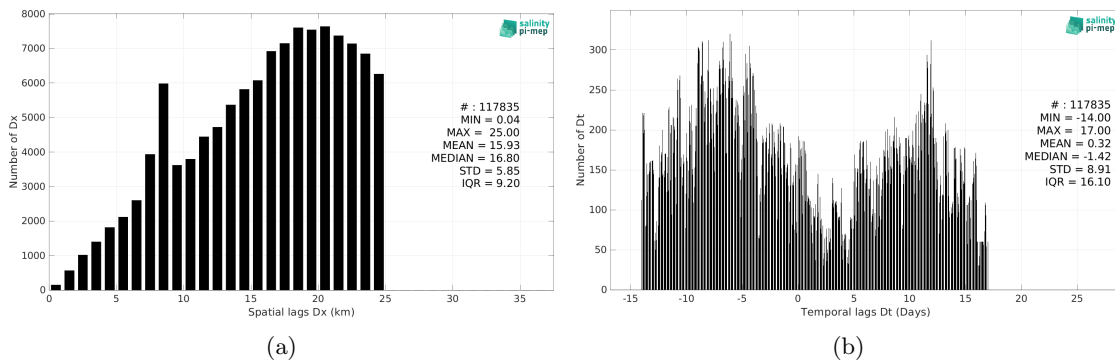 8000
7000
6000
5000
4000
3000
2000
1000
0
Number of Dx
0 5 10 15 20 25 30 35
Spatial lags Dx (km)
salinity
pi-mep
# : 117835
MIN = 0.04
MAX = 25.00
MEAN = 15.93
MEDIAN = 16.80
STD = 5.85
IQR = 9.20
(a)
300
250
200
150
100
50
0
Number of Dt
-15 -10 -5 0 5 10 15 20 25
Temporal lags Dt (Days)
salinity
pi-mep
# : 117835
MIN = -14.00
MAX = 17.00
MEAN = 0.32
MEDIAN = -1.42
STD = 8.91
IQR = 16.10
(b)